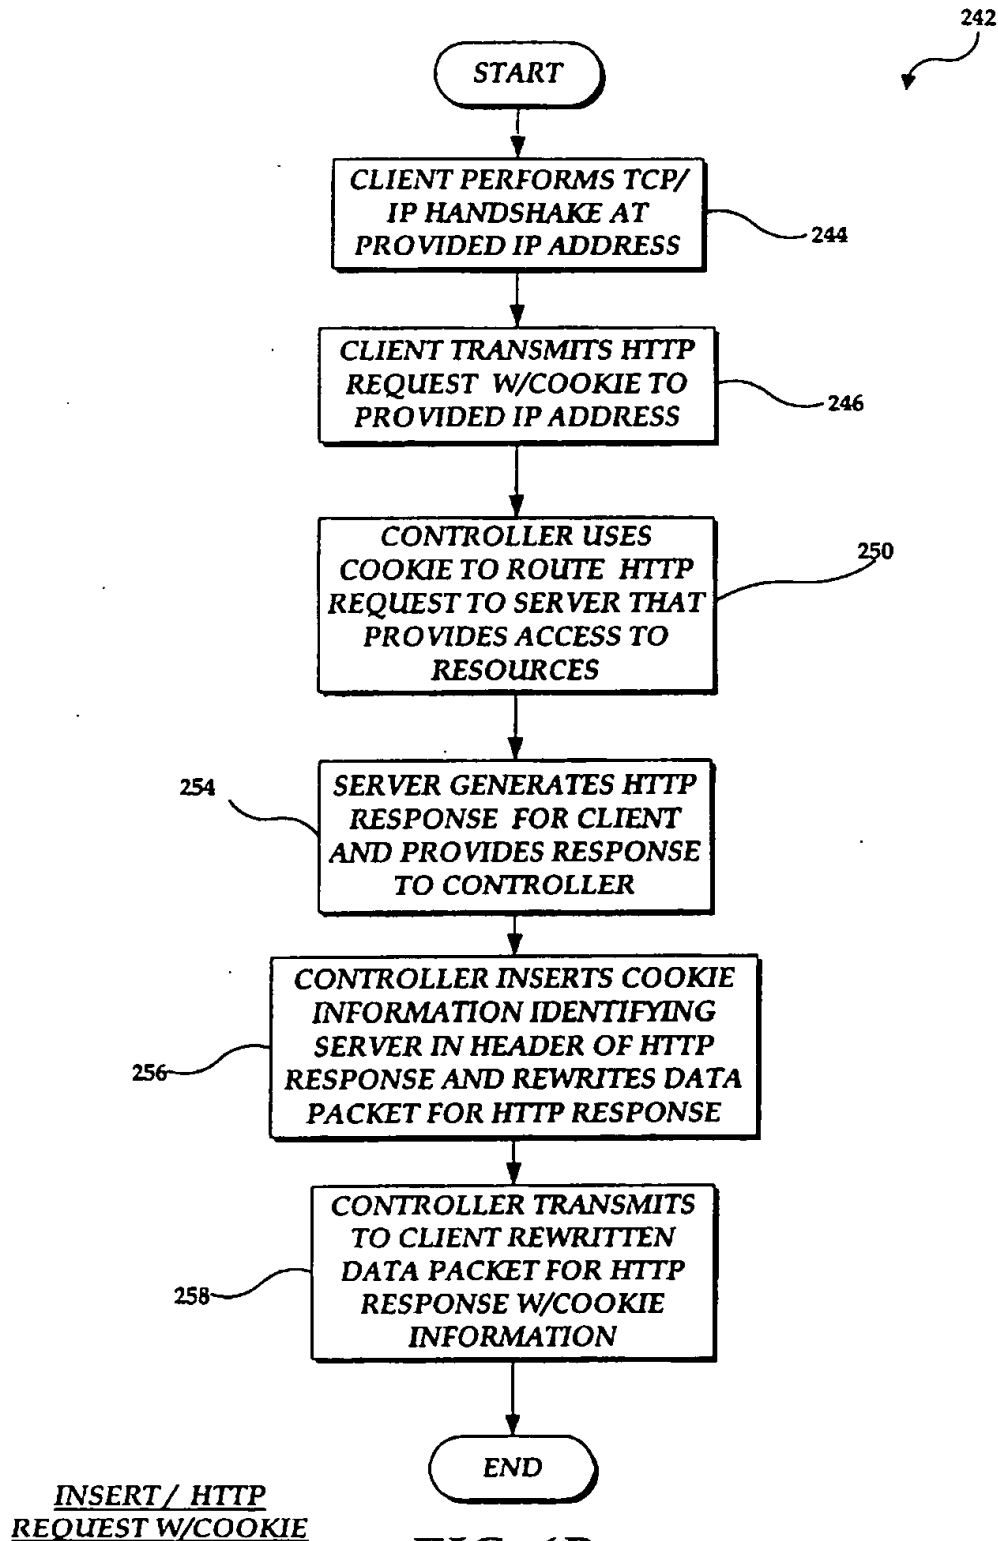 242
START
CLIENT PERFORMS TCP/
IP HANDSHAKE AT
PROVIDED IP ADDRESS
244
CLIENT TRANSMITS HTTP
REQUEST W/COOKIE TO
PROVIDED IP ADDRESS
246
CONTROLLER USES
COOKIE TO ROUTE HTTP
REQUEST TO SERVER THAT
PROVIDES ACCESS TO
RESOURCES
250
254
SERVER GENERATES HTTP
RESPONSE FOR CLIENT
AND PROVIDES RESPONSE
TO CONTROLLER
CONTROLLER INSERTS COOKIE
INFORMATION IDENTIFYING
SERVER IN HEADER OF HTTP
RESPONSE AND REWRITES DATA
PACKET FOR HTTP RESPONSE
256
CONTROLLER TRANSMITS
TO CLIENT REWRITTEN
DATA PACKET FOR HTTP
RESPONSE W/COOKIE
INFORMATION
258
END
INSERT / HTTP
REQUEST W/COOKIE